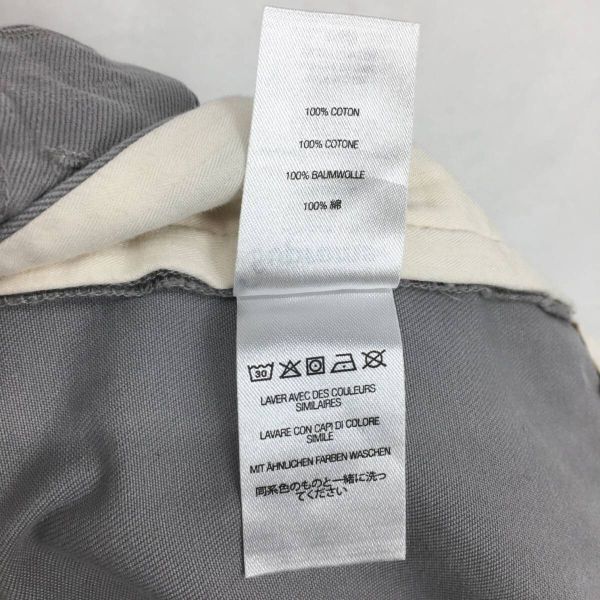 100% COTON
100% COTONE
100% BAUMWOLLE
100% 綿
30
LAVER AVEC DES COULEURS
SIMILAIRES
LAVARE CON CAPI DI COLORE
SIMILE
MIT ÄHNLICHEN FARBEN WASCHEN
同系色のものと一緒に洗っ
てください